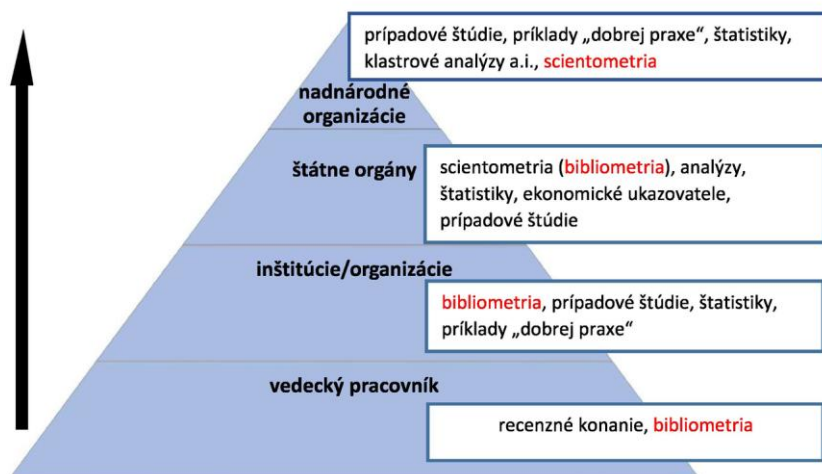 prípadové štúdie, príklady „dobrej praxe“, štatistiky,
klastrové analýzy a.i., scientometria
nadnárodné
organizácie
štátne orgány
scientometria (bibliometria), analýzy,
štatistiky, ekonomické ukazovatele,
prípadové štúdie
inštitúcie/organizácie
bibliometria, prípadové štúdie, štatistiky,
príklady „dobrej praxe“
vedecký pracovník
recenzné konanie, bibliometria